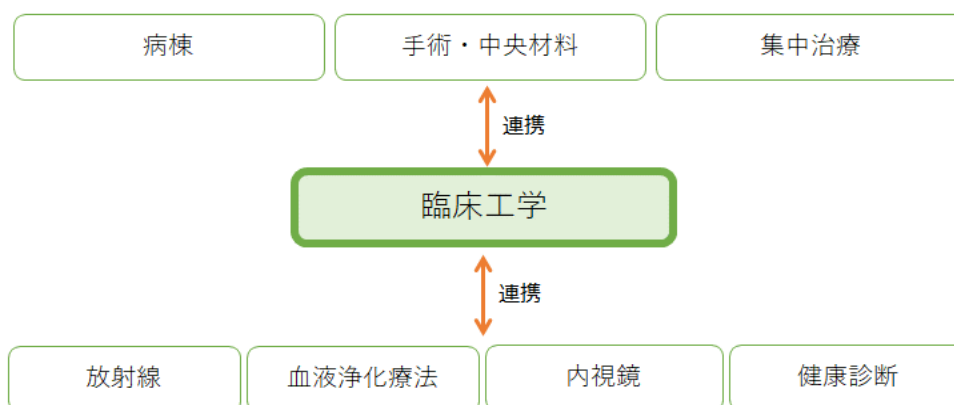 病棟
手術・中央材料
集中治療
連携
臨床工学
連携
放射線
血液浄化療法
内視鏡
健康診断